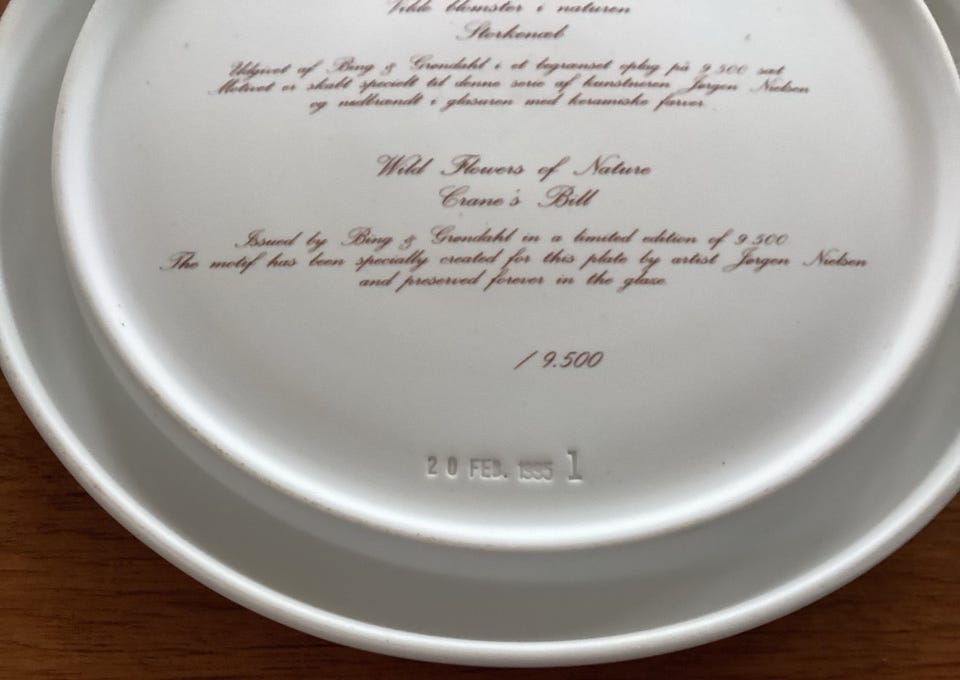 Vilde blomster i naturen
Storkenæb
Udgivet af Bing & Grøndahl i et begrænset oplag på 9.500 sæt
Motivet er skabt specielt til denne serie af kunstneren Jørgen Nielsen
og nedbrændt i glasuren med keramiske farver
Wild Flowers of Nature
Crane's Bill
Issued by Bing & Grøndahl in a limited edition of 9.500
The motif has been specially created for this plate by artist Jørgen Nielsen
and preserved forever in the glaze
/ 9.500
20 FEB. 1995 1